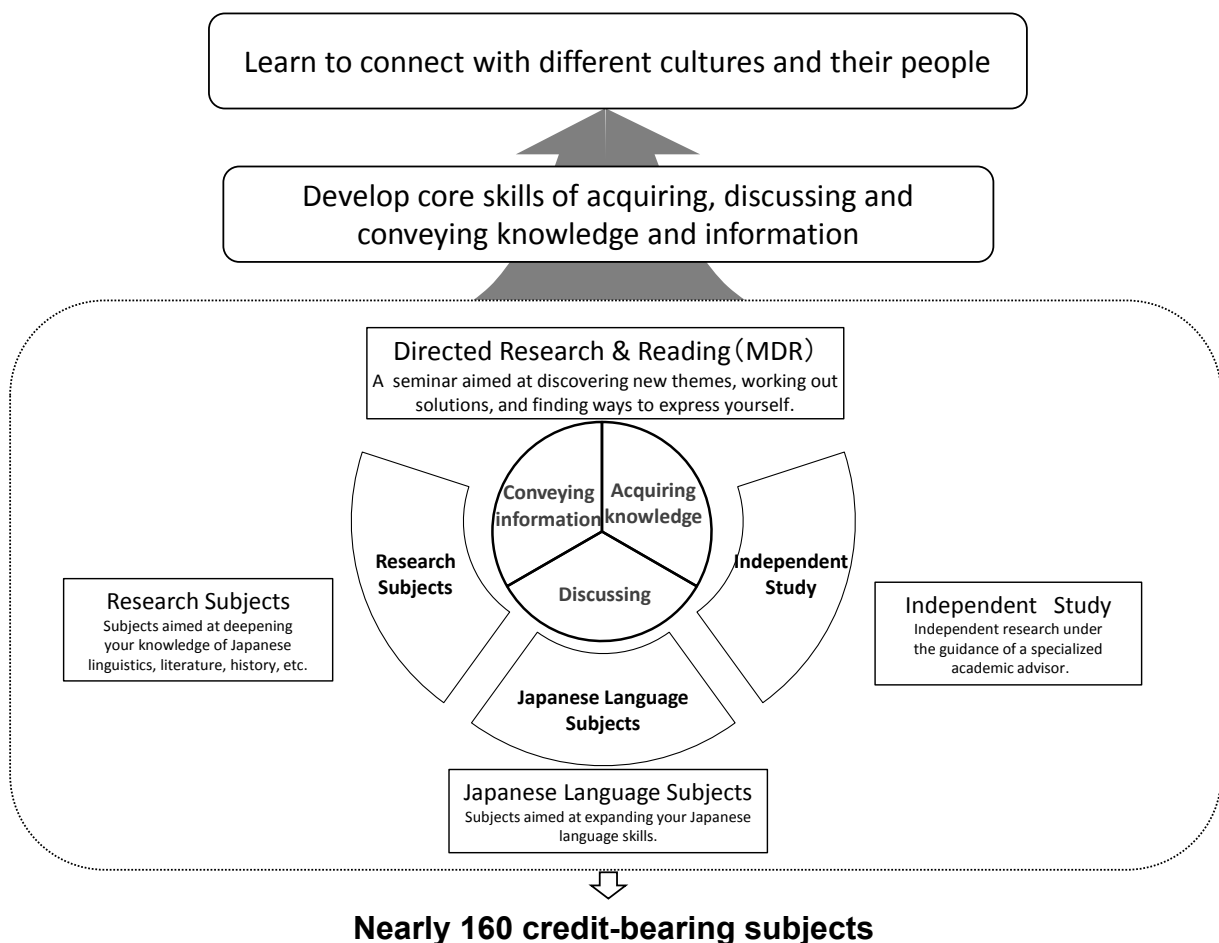 Learn to connect with different cultures and their people
Develop core skills of acquiring, discussing and
conveying knowledge and information
Directed Research & Reading(MDR)
A seminar aimed at discovering new themes, working out
solutions, and finding ways to express yourself.
Conveying
information
Acquiring
knowledge
Discussing
Research
Subjects
Independent
Study
Japanese Language
Subjects
Research Subjects
Subjects aimed at deepening
your knowledge of Japanese
linguistics, literature, history, etc.
Independent Study
Independent research under
the guidance of a specialized
academic advisor.
Japanese Language Subjects
Subjects aimed at expanding your Japanese
language skills.
Nearly 160 credit-bearing subjects